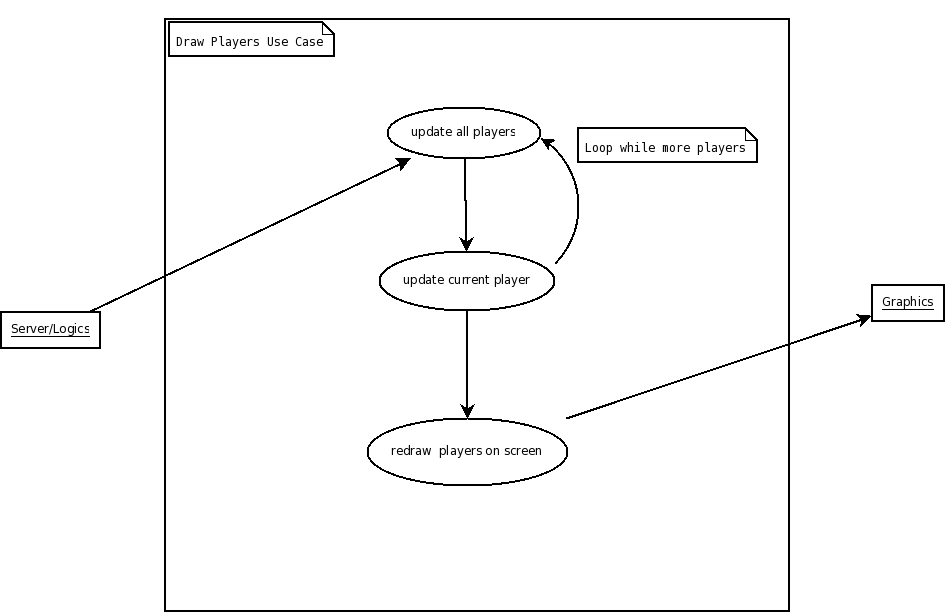 Draw Players Use Case
update all players
Loop while more players
update current player
Graphics
Server/Logics
redraw  players on screen